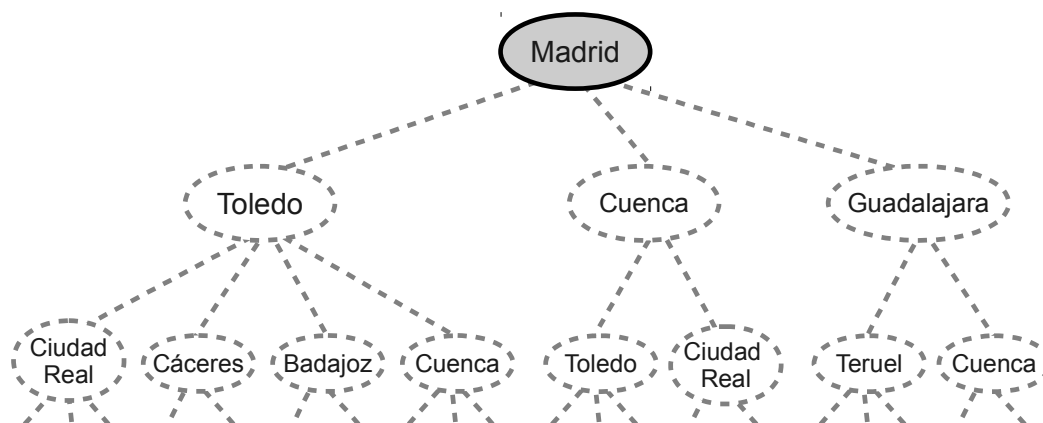 Madrid
Toledo
Cuenca
Guadalajara
Ciudad
Real
Cáceres
Badajoz
Cuenca
Toledo
Ciudad
Real
Teruel
Cuenca